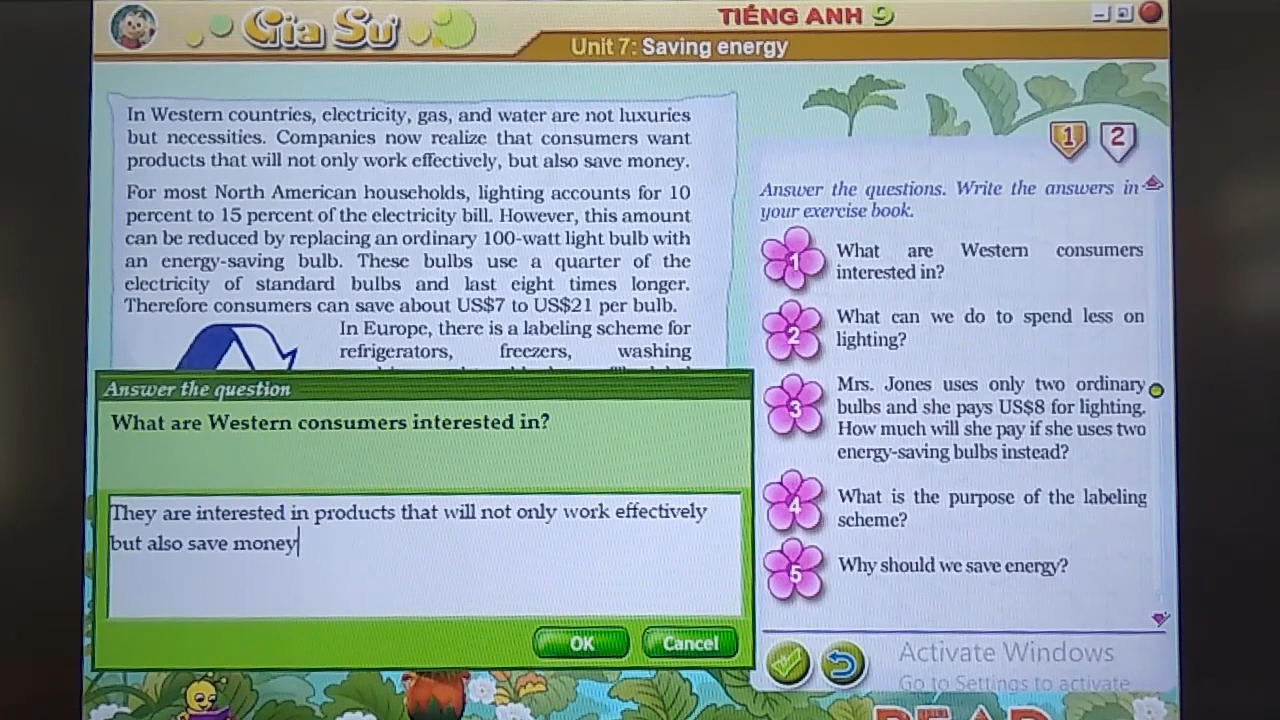 Gia Sư
TIẾNG ANH 9
Unit 7: Saving energy
In Western countries, electricity, gas, and water are not luxuries
but necessities. Companies now realize that consumers want
products that will not only work effectively, but also save money.
For most North American households, lighting accounts for 10
percent to 15 percent of the electricity bill. However, this amount
can be reduced by replacing an ordinary 100-watt light bulb with
an energy-saving bulb. These bulbs use a quarter of the
electricity of standard bulbs and last eight times longer.
Therefore consumers can save about US$7 to US$21 per bulb.
In Europe, there is a labeling scheme for
refrigerators, freezers, washing
Answer the question
What are Western consumers interested in?
They are interested in products that will not only work effectively
but also save money
OK Cancel
1 2
Answer the questions. Write the answers in
your exercise book.
1 What are Western consumers
interested in?
2 What can we do to spend less on
lighting?
3 Mrs. Jones uses only two ordinary
bulbs and she pays US$8 for lighting.
How much will she pay if she uses two
energy-saving bulbs instead?
4 What is the purpose of the labeling
scheme?
5 Why should we save energy?
Activate Windows
Go to Settings to activate
READ